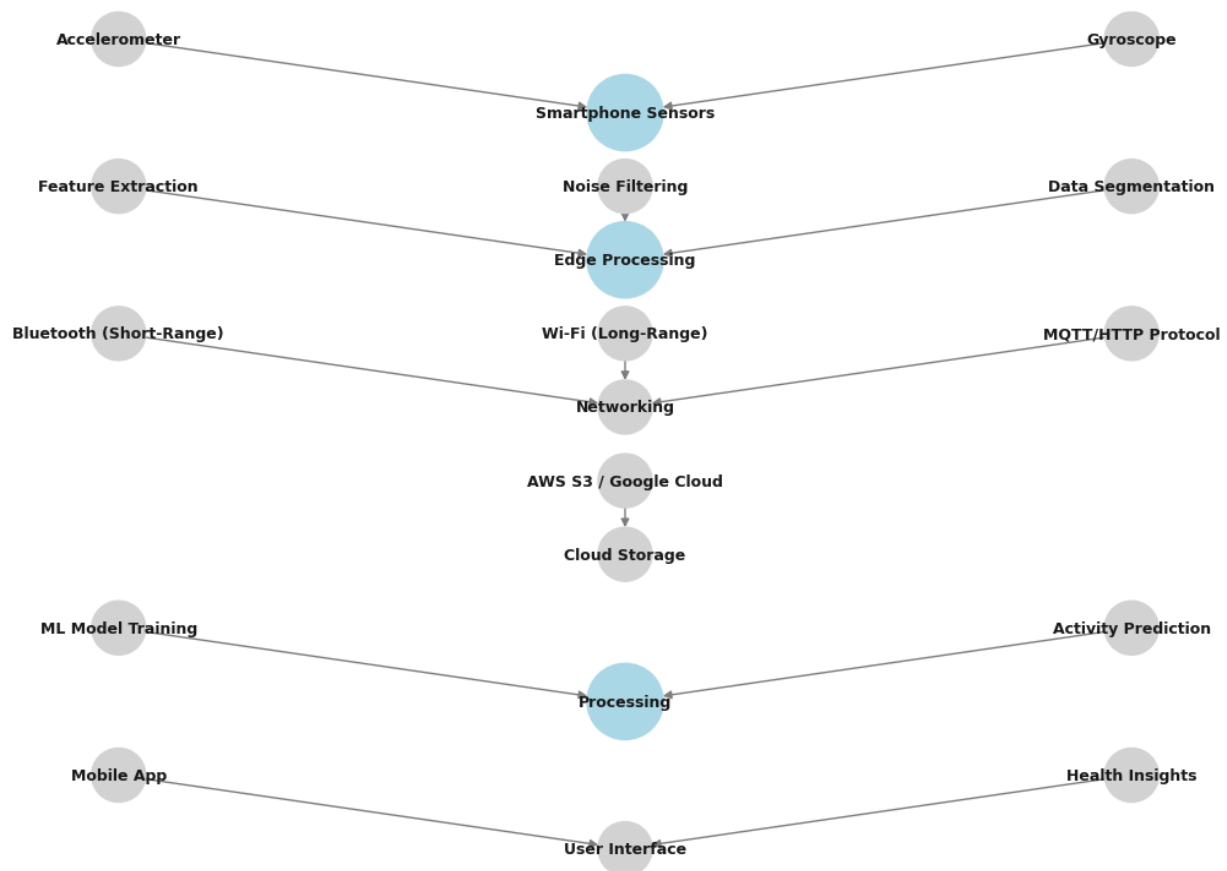 Accelerometer
Gyroscope
Smartphone Sensors
Feature Extraction
Noise Filtering
Data Segmentation
Edge Processing
Bluetooth (Short-Range)
Wi-Fi (Long-Range)
MQTT/HTTP Protocol
Networking
AWS S3 / Google Cloud
Cloud Storage
ML Model Training
Activity Prediction
Processing
Mobile App
Health Insights
User Interface